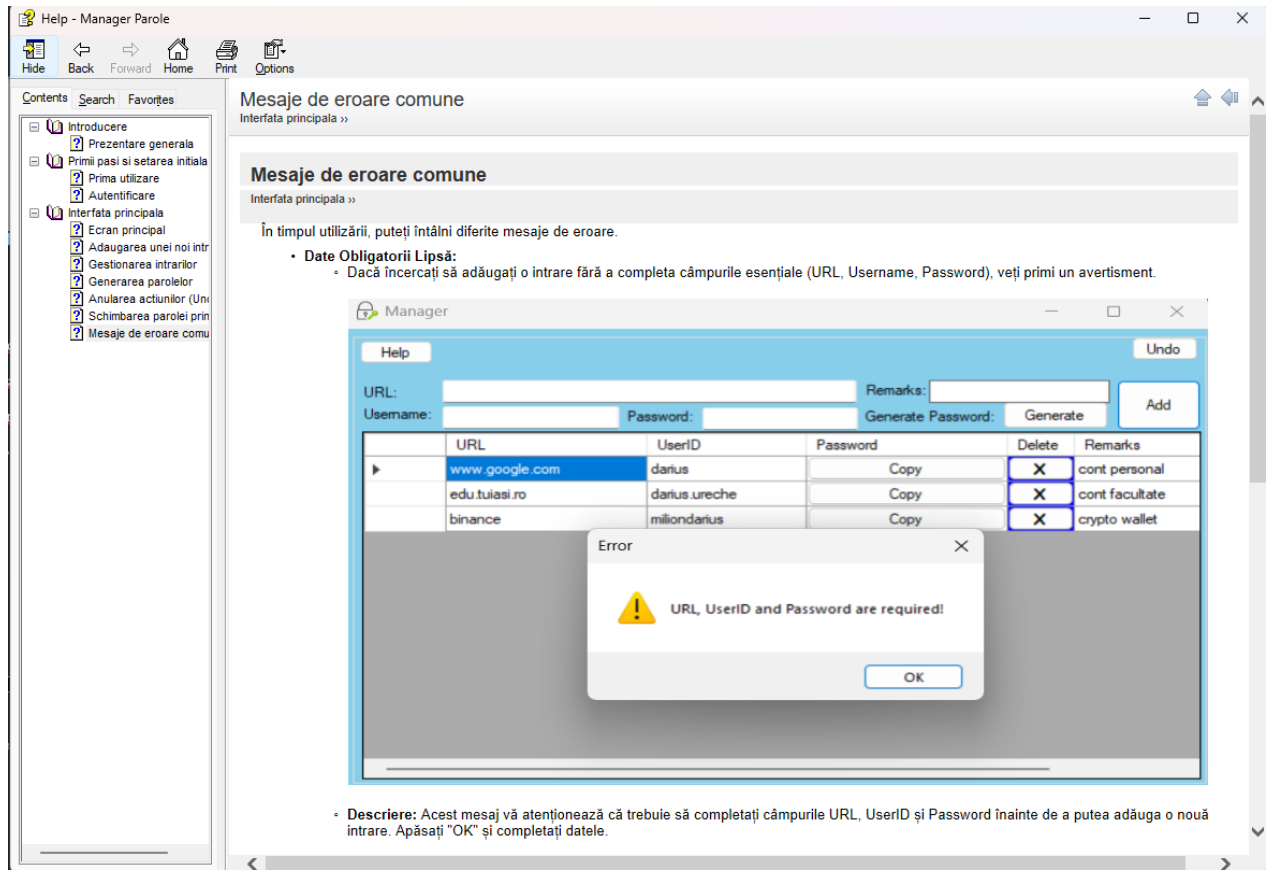 Help - Manager Parole
Hide Back Forward Home Print Options
Contents Search Favorites
Introducere
Prezentare generala
Primii pasi si setarea initiala
Prima utilizare
Autentificare
Interfata principala
Ecran principal
Adaugarea unei noi intr
Gestionarea intrarilor
Generarea parolelor
Anularea actiunilor (Un
Schimbarea parolei prin
Mesaje de eroare comu
Mesaje de eroare comune
Interfata principala ››
Mesaje de eroare comune
Interfata principala ››
În timpul utilizării, puteți întâlni diferite mesaje de eroare.
• Date Obligatorii Lipsă:
◦ Dacă încercați să adăugați o intrare fără a completa câmpurile esențiale (URL, Username, Password), veți primi un avertisment.
Manager
Help Undo
URL: Remarks: Add
Username: Password: Generate Password: Generate
URL UserID Password Delete Remarks
www.google.com darius Copy X cont personal
edu.tuiasi.ro darius.ureche Copy X cont facultate
binance miliondarius Copy X crypto wallet
Error
URL, UserID and Password are required!
OK
◦ Descriere: Acest mesaj vă atenționează că trebuie să completați câmpurile URL, UserID și Password înainte de a putea adăuga o nouă
intrare. Apăsați "OK" și completați datele.